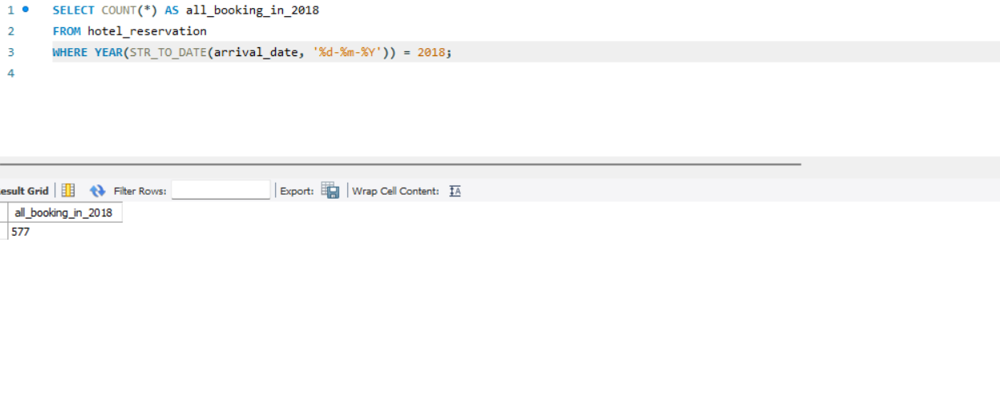 1 SELECT COUNT(*) AS all_booking_in_2018
2 FROM hotel_reservation
3 WHERE YEAR(STR_TO_DATE(arrival_date, '%d-%m-%Y')) = 2018;
4
esult Grid Filter Rows: Export: Wrap Cell Content: IA
all_booking_in_2018
577